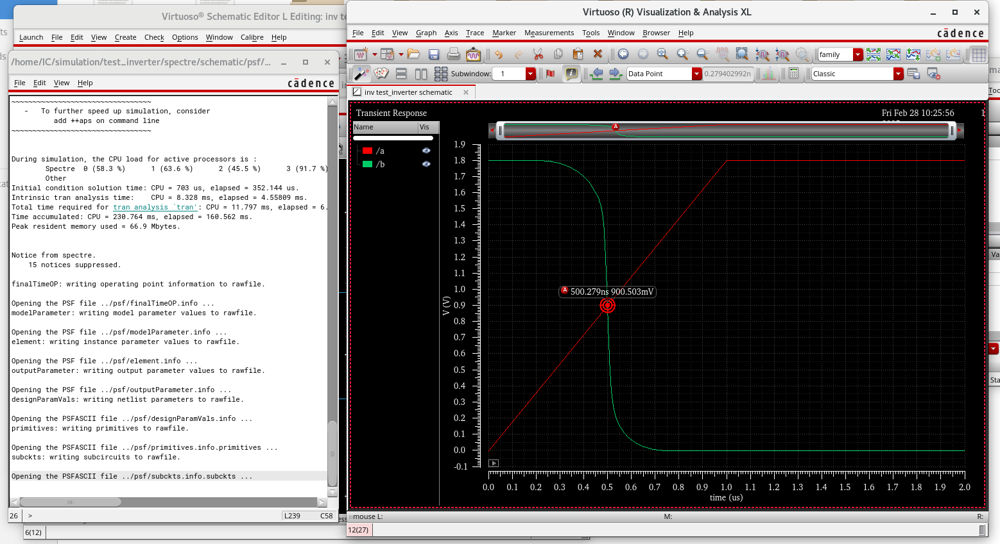 Virtuoso® Schematic Editor L Editing: inv te
Launch File Edit View Create Check Options Window Calibre Help
/home/IC/simulation/test_inverter/spectre/schematic/psf/...
File Edit View Help
cādence
~~~~~~~~~~~~~~~~~~~~~~~~~~~~~~~~~
- To further speed up simulation, consider
add ++aps on command line
~~~~~~~~~~~~~~~~~~~~~~~~~~~~~~~~~
During simulation, the CPU load for active processors is :
Spectre 0 (58.3 %) 1 (63.6 %) 2 (45.5 %) 3 (91.7 %)
Other
Initial condition solution time: CPU = 703 us, elapsed = 352.144 us.
Intrinsic tran analysis time: CPU = 8.328 ms, elapsed = 4.55809 ms.
Total time required for tran analysis `tran': CPU = 11.797 ms, elapsed = 6.
Time accumulated: CPU = 230.764 ms, elapsed = 160.562 ms.
Peak resident memory used = 66.9 Mbytes.
Notice from spectre.
15 notices suppressed.
finalTimeOP: writing operating point information to rawfile.
Opening the PSF file ../psf/finalTimeOP.info ...
modelParameter: writing model parameter values to rawfile.
Opening the PSF file ../psf/modelParameter.info ...
element: writing instance parameter values to rawfile.
Opening the PSF file ../psf/element.info ...
outputParameter: writing output parameter values to rawfile.
Opening the PSF file ../psf/outputParameter.info ...
designParamVals: writing netlist parameters to rawfile.
Opening the PSFASCII file ../psf/designParamVals.info ...
primitives: writing primitives to rawfile.
Opening the PSFASCII file ../psf/primitives.info.primitives ...
subckts: writing subcircuits to rawfile.
Opening the PSFASCII file ../psf/subckts.info.subckts ...
26 > L239 C58
6(12)
Virtuoso (R) Visualization & Analysis XL
File Edit View Graph Axis Trace Marker Measurements Tools Window Browser Help
cādence
family
Subwindow: 1 Data Point 0.279402992n Classic
inv test_inverter schematic
Transient Response Fri Feb 28 10:25:56 1
Name Vis
/a
/b
A
1.9
1.8
1.7
1.6
1.5
1.4
1.3
1.2
1.1
1.0
0.9
0.8
0.7
0.6
0.5
0.4
0.3
0.2
0.1
0.0
-0.1
V (V)
A 500.279ns 900.503mV
0.0 0.1 0.2 0.3 0.4 0.5 0.6 0.7 0.8 0.9 1.0 1.1 1.2 1.3 1.4 1.5 1.6 1.7 1.8 1.9 2.0
time (us)
mouse L: M: R:
12(27)
Too
Va
Sta